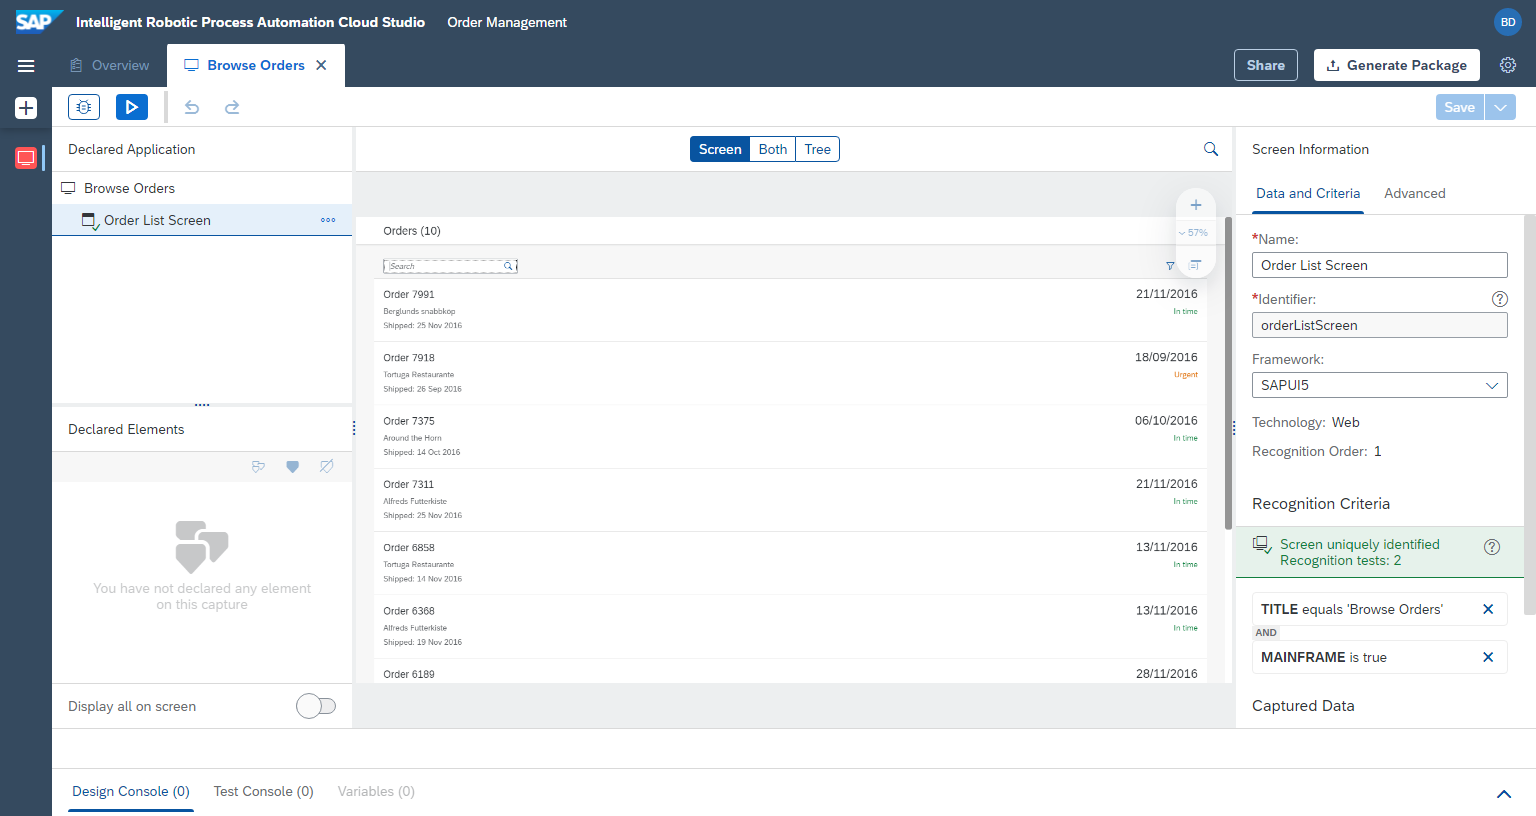 SAP Intelligent Robotic Process Automation Cloud Studio Order Management BD
Overview Browse Orders Share Generate Package
Save
Declared Application
Screen Both Tree
Screen Information
Browse Orders
Order List Screen
Data and Criteria Advanced
Orders (10)
57%
Search
Order 7991 21/11/2016
Berglunds snabbkop In time
Shipped: 25 Nov 2016
Order 7918 18/09/2016
Tortuga Restaurante Urgent
Shipped: 26 Sep 2016
Order 7375 06/10/2016
Around the Horn In time
Shipped: 14 Oct 2016
Order 7311 21/11/2016
Alfreds Futterkiste In time
Shipped: 25 Nov 2016
Order 6858 13/11/2016
Tortuga Restaurante In time
Shipped: 14 Nov 2016
Order 6368 13/11/2016
Alfreds Futterkiste In time
Shipped: 19 Nov 2016
Order 6189 28/11/2016
Declared Elements
You have not declared any element
on this capture
Display all on screen
*Name:
Order List Screen
*Identifier:
orderListScreen
Framework:
SAPUI5
Technology: Web
Recognition Order: 1
Recognition Criteria
Screen uniquely identified
Recognition tests: 2
TITLE equals 'Browse Orders'
AND
MAINFRAME is true
Captured Data
Design Console (0) Test Console (0) Variables (0)